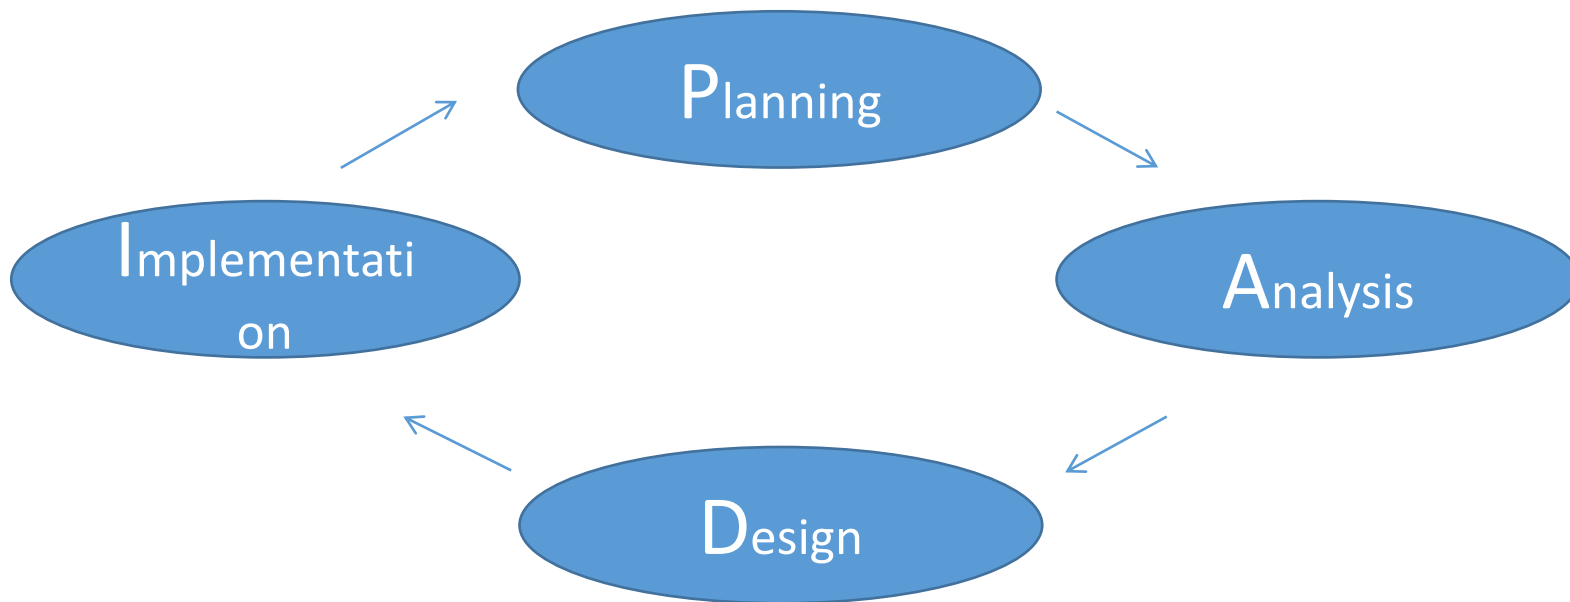 Planning
Implementati
on
Analysis
Design